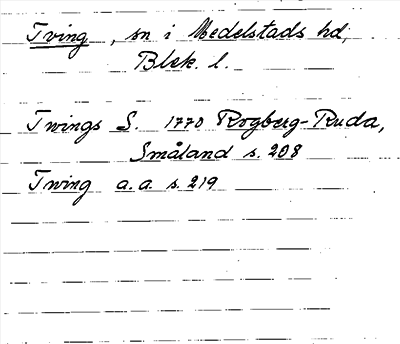 Tving, sn i Medelstads hd,
Blek. l.
Twings S. 1770 Rogberg-Ruda,
Småland s. 208
Twing a.a. s. 219